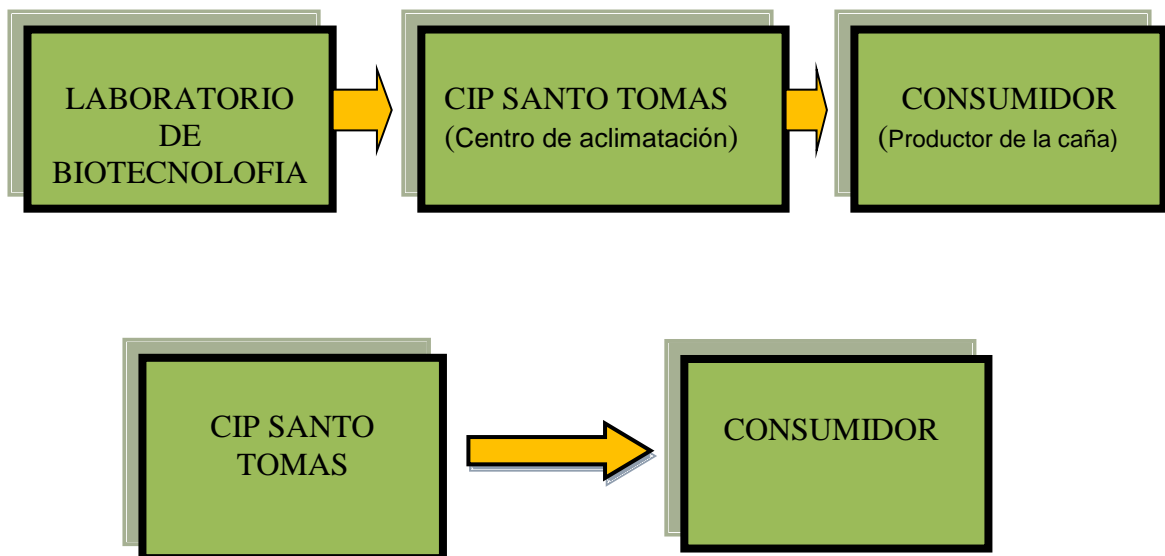 LABORATORIO
DE
BIOTECNOLOFIA
CIP SANTO TOMAS
(Centro de aclimatación)
CONSUMIDOR
(Productor de la caña)
CIP SANTO
TOMAS
CONSUMIDOR